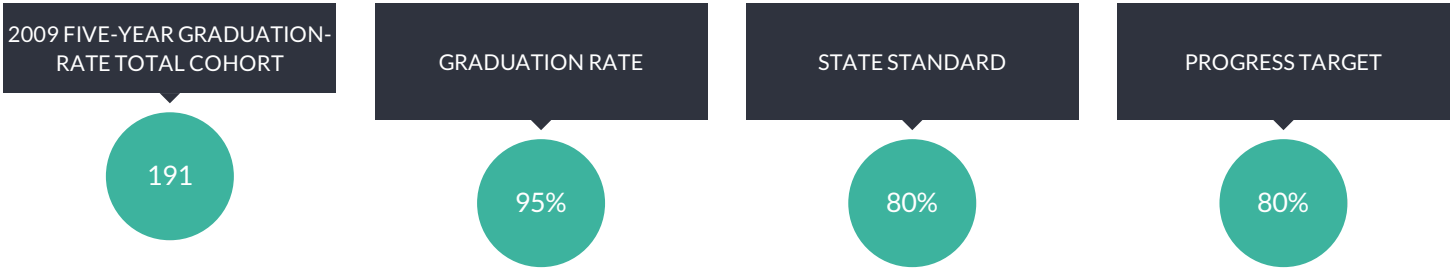 2009 FIVE-YEAR GRADUATION-
RATE TOTAL COHORT
191
GRADUATION RATE
95%
STATE STANDARD
80%
PROGRESS TARGET
80%